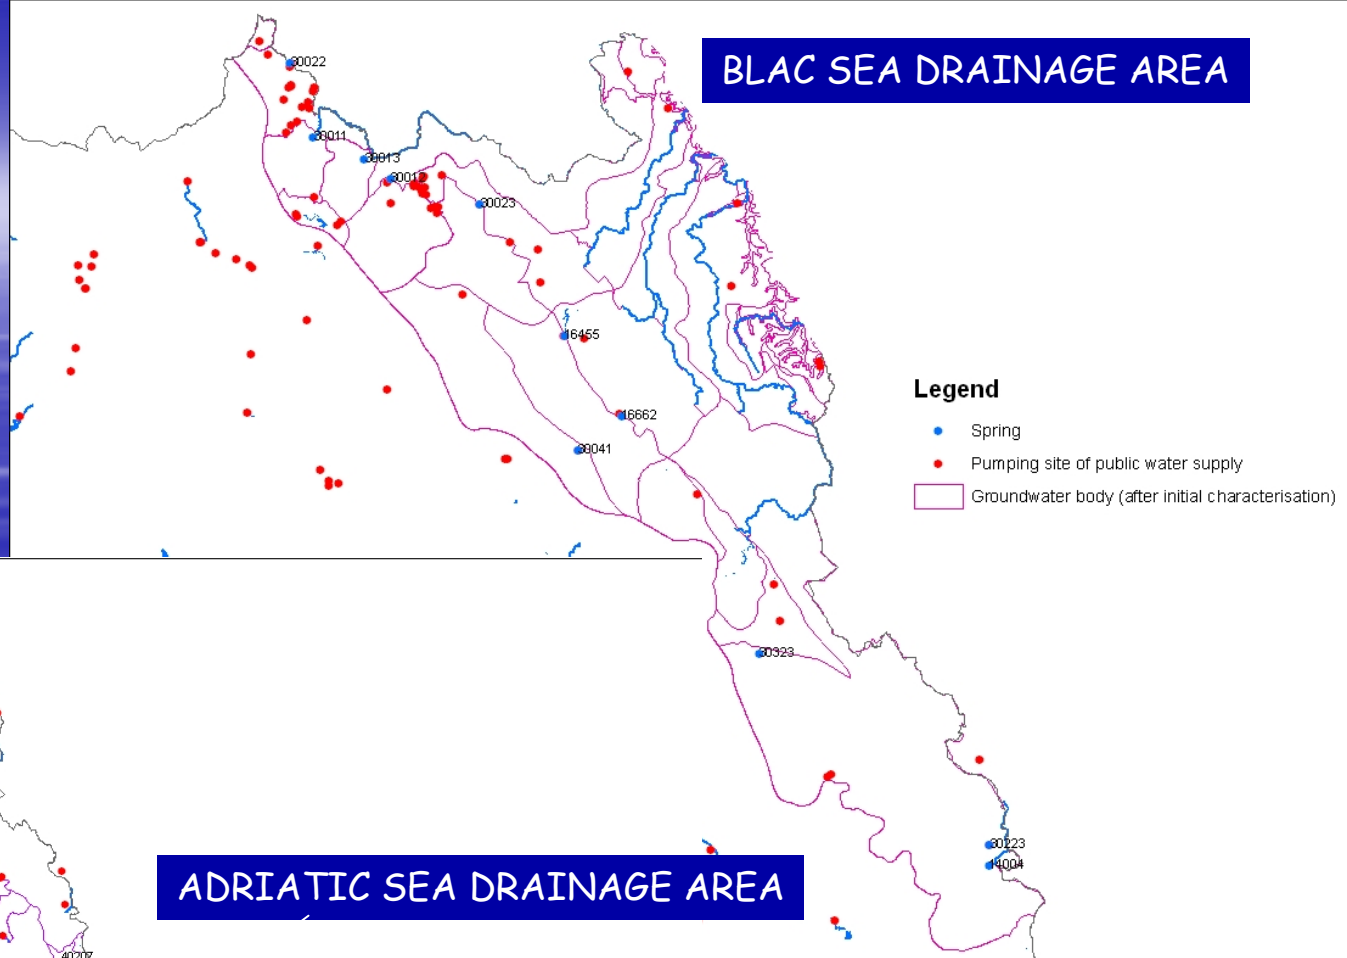 BLAC SEA DRAINAGE AREA
30022
30011
30013
30012
30023
16455
16662
30041
Legend
Spring
Pumping site of public water supply
Groundwater body (after initial characterisation)
30323
30223
14004
ADRIATIC SEA DRAINAGE AREA
40207